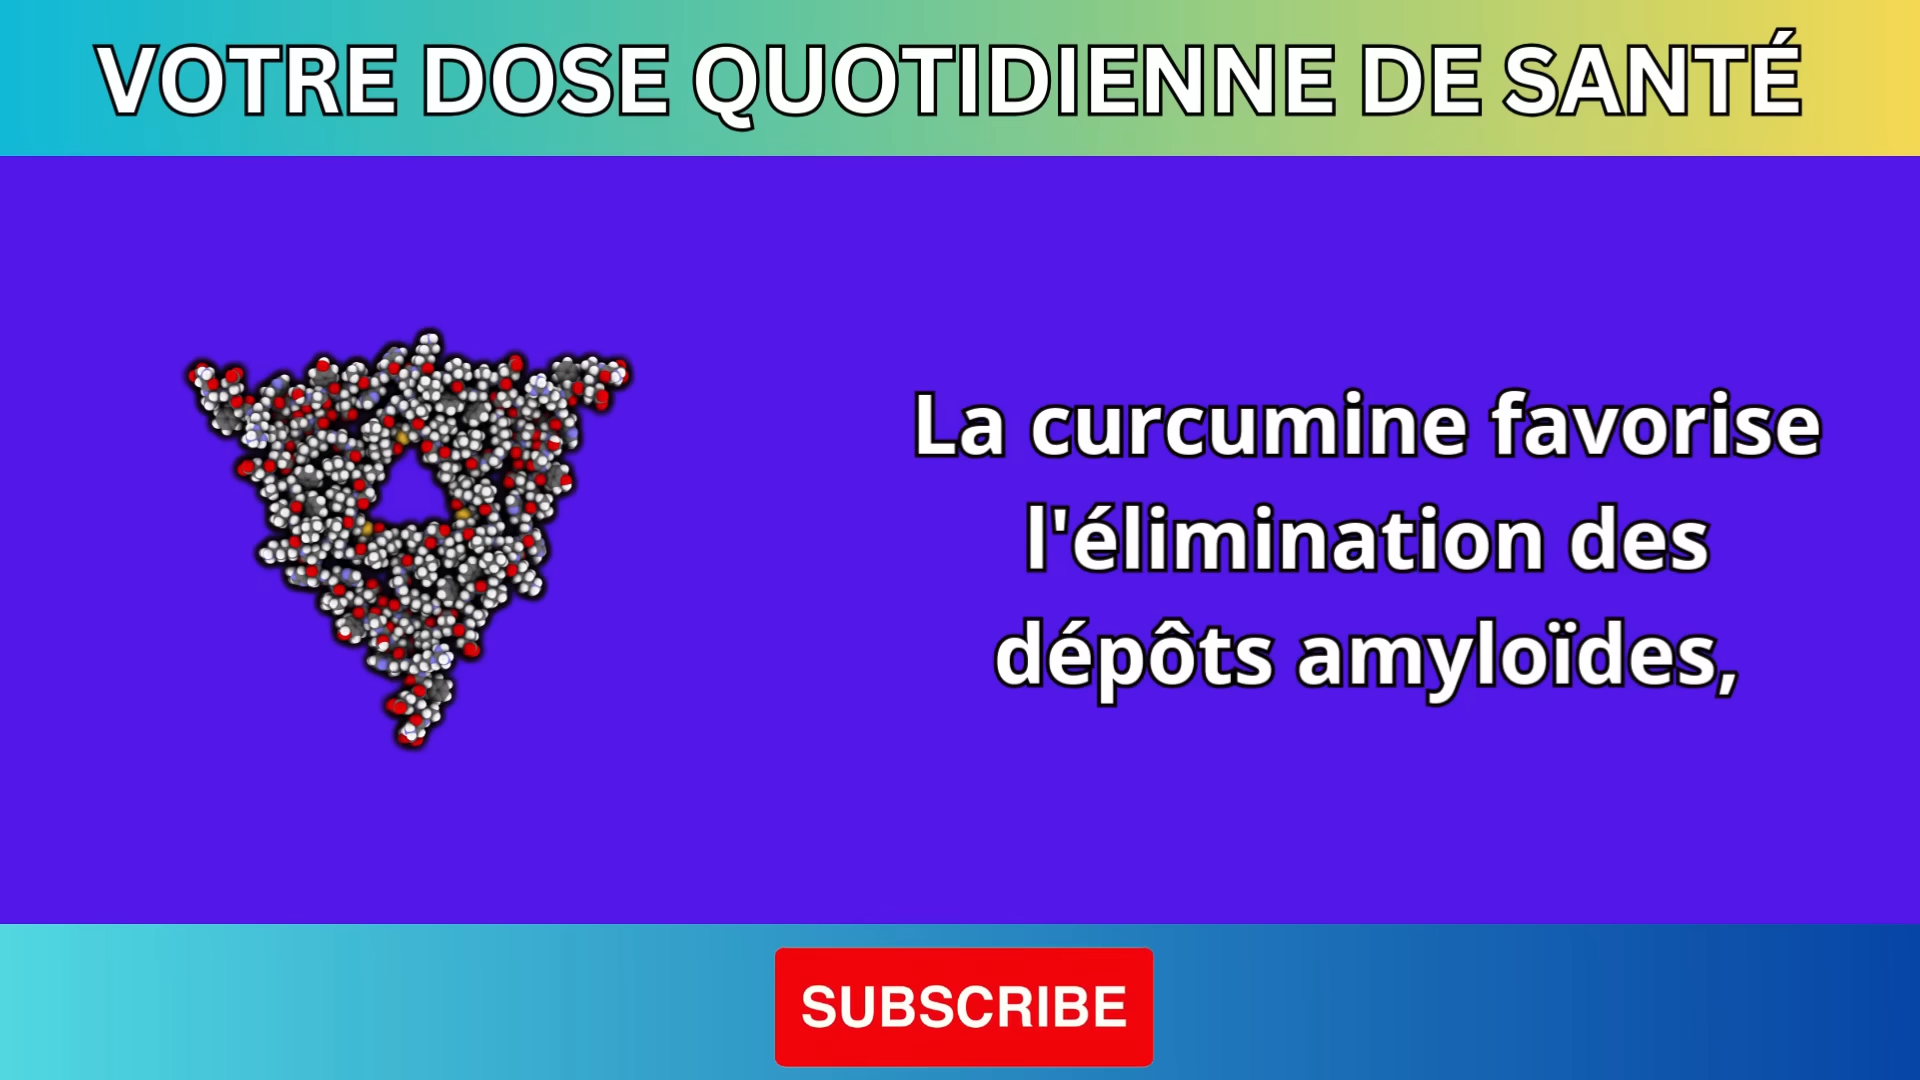 VOTRE DOSE QUOTIDIENNE DE SANTÉ
La curcumine favorise
l'élimination des
dépôts amyloïdes,
SUBSCRIBE